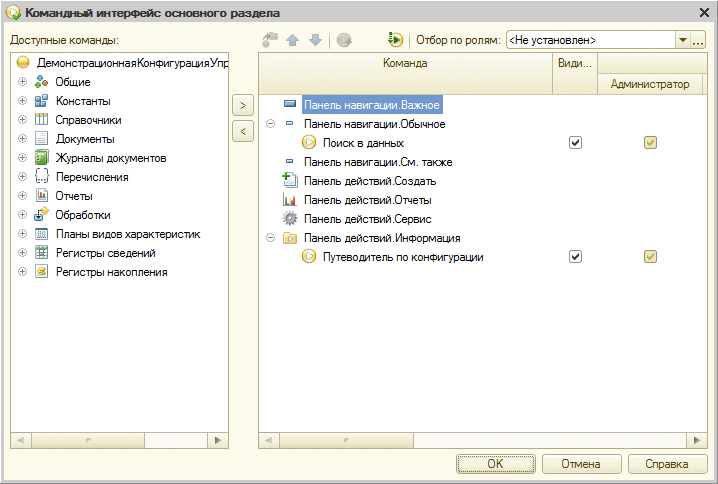 Командный интерфейс основного раздела
Доступные команды:
Отбор по ролям: <Не установлен>
ДемонстрационнаяКонфигурацияУпр
Общие
Константы
Справочники
Документы
Журналы документов
Перечисления
Отчеты
Обработки
Планы видов характеристик
Регистры сведений
Регистры накопления
>
<
Команда Види...
Администратор
Панель навигации.Важное
Панель навигации.Обычное
Поиск в данных
Панель навигации.См. также
Панель действий.Создать
Панель действий.Отчеты
Панель действий.Сервис
Панель действий.Информация
Путеводитель по конфигурации
OK Отмена Справка